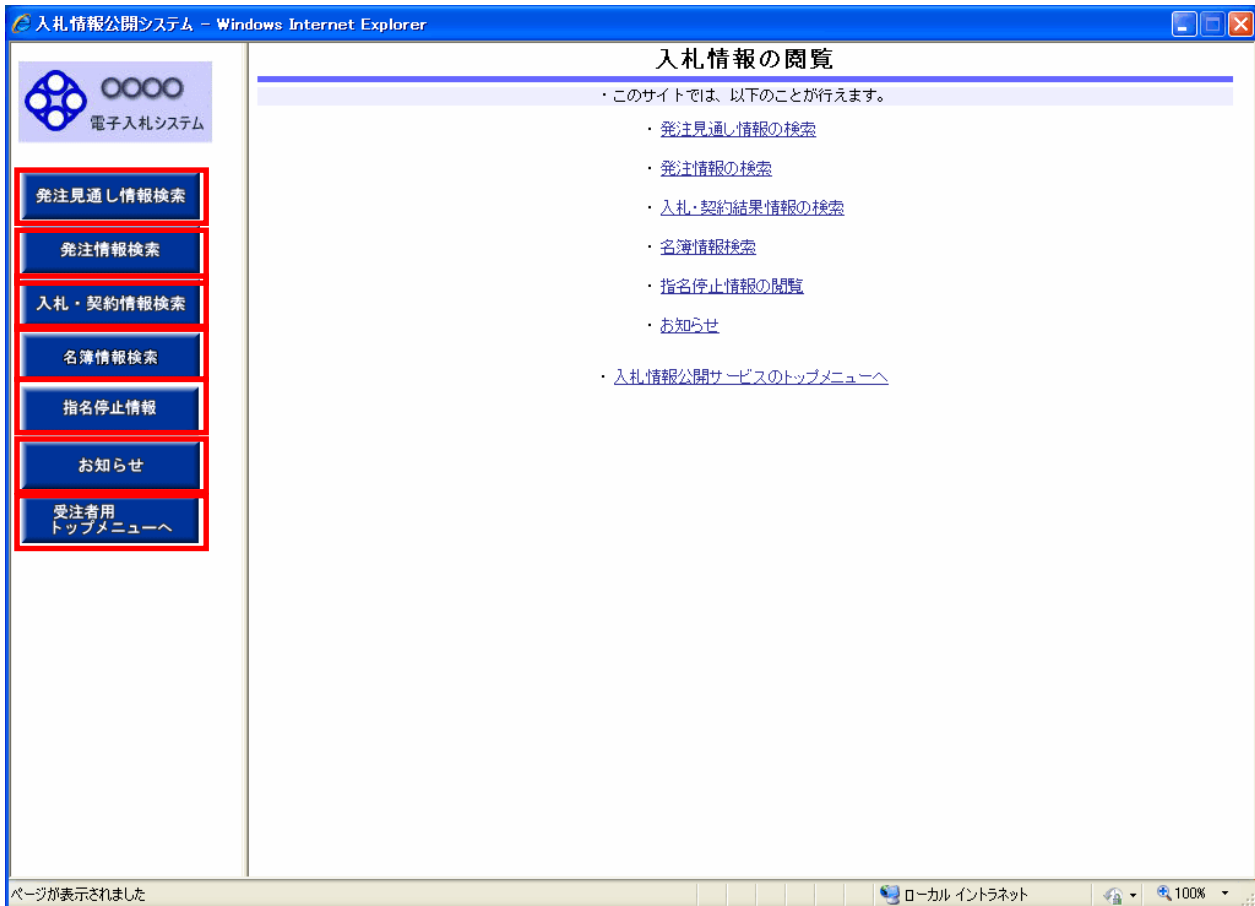 入札情報公開システム - Windows Internet Explorer
○○○○
電子入札システム
発注見通し情報検索
発注情報検索
入札・契約情報検索
名簿情報検索
指名停止情報
お知らせ
受注者用
トップメニューへ
入札情報の閲覧
・このサイトでは、以下のことが行えます。
・発注見通し情報の検索
・発注情報の検索
・入札・契約結果情報の検索
・名簿情報検索
・指名停止情報の閲覧
・お知らせ
・入札情報公開サービスのトップメニューへ
ページが表示されました
ローカル イントラネット
100%